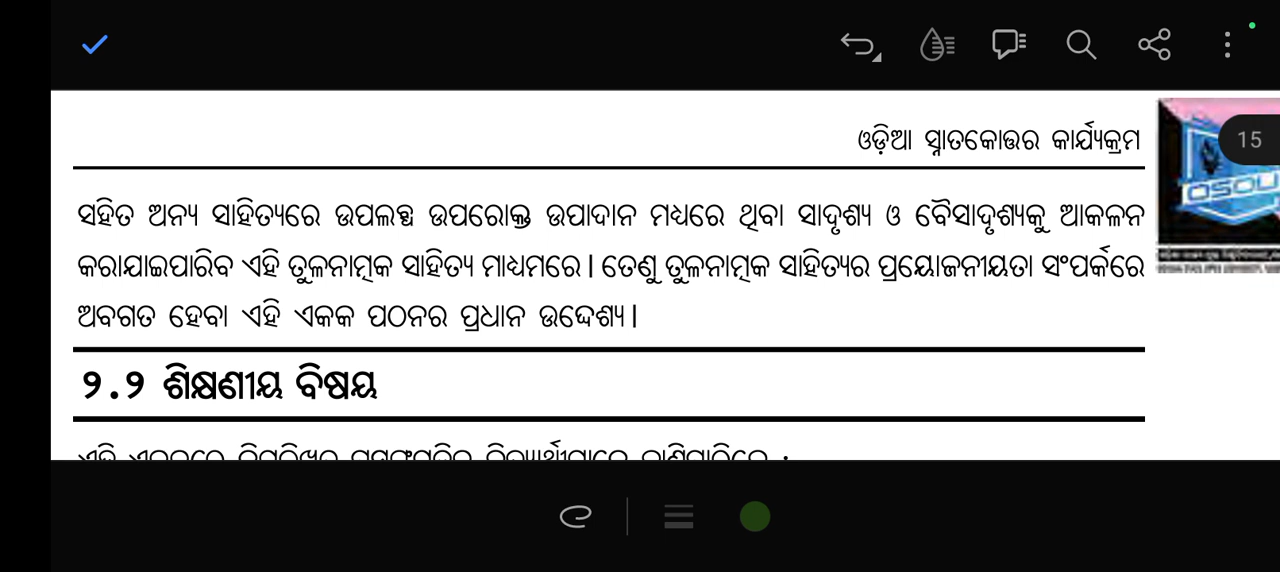 15
ଓଡ଼ିଆ ସ୍ନାତକୋତ୍ତର କାର୍ଯ୍ୟକ୍ରମ
OSOU
ସହିତ ଅନ୍ୟ ସାହିତ୍ୟରେ ଉପଲବ୍ଧ ଉପରୋକ୍ତ ଉପାଦାନ ମଧ୍ୟରେ ଥିବା ସାଦୃଶ୍ୟ ଓ ବୈସାଦୃଶ୍ୟକୁ ଆକଳନ
କରାଯାଇପାରିବ ଏହି ତୁଳନାତ୍ମକ ସାହିତ୍ୟ ମାଧ୍ୟମରେ । ତେଣୁ ତୁଳନାତ୍ମକ ସାହିତ୍ୟର ପ୍ରୟୋଜନୀୟତା ସଂପର୍କରେ
ଅବଗତ ହେବା ଏହି ଏକକ ପଠନର ପ୍ରଧାନ ଉଦ୍ଦେଶ୍ୟ ।
୨.୨ ଶିକ୍ଷଣୀୟ ବିଷୟ